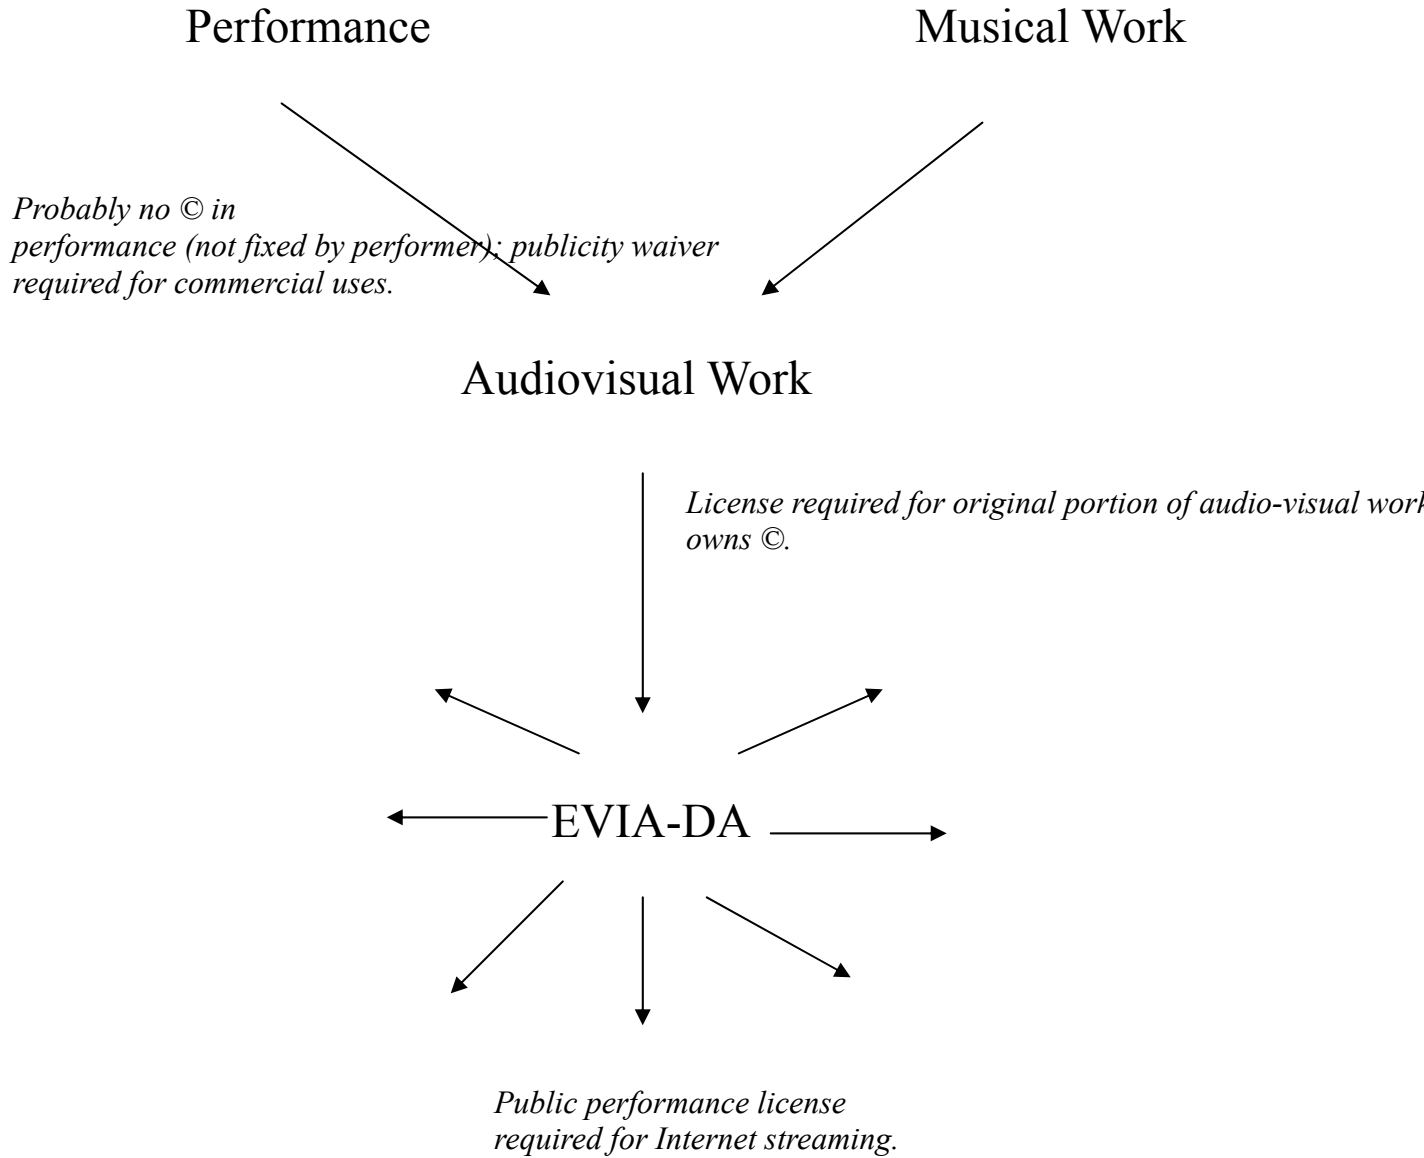 Performance
Musical Work
Probably no © in
performance (not fixed by performer); publicity waiver
required for commercial uses.
Audiovisual Work
License required for original portion of audio-visual work
owns ©.
EVIA-DA
Public performance license
required for Internet streaming.